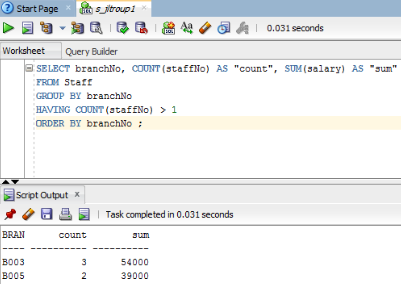 Start Page s_jitroup1
0.031 seconds
Worksheet Query Builder
SELECT branchNo, COUNT(staffNo) AS "count", SUM(salary) AS "sum"
FROM Staff
GROUP BY branchNo
HAVING COUNT(staffNo) > 1
ORDER BY branchNo ;
Script Output x
Task completed in 0.031 seconds
BRAN count sum
---- ---------- ----------
B003 3 54000
B005 2 39000